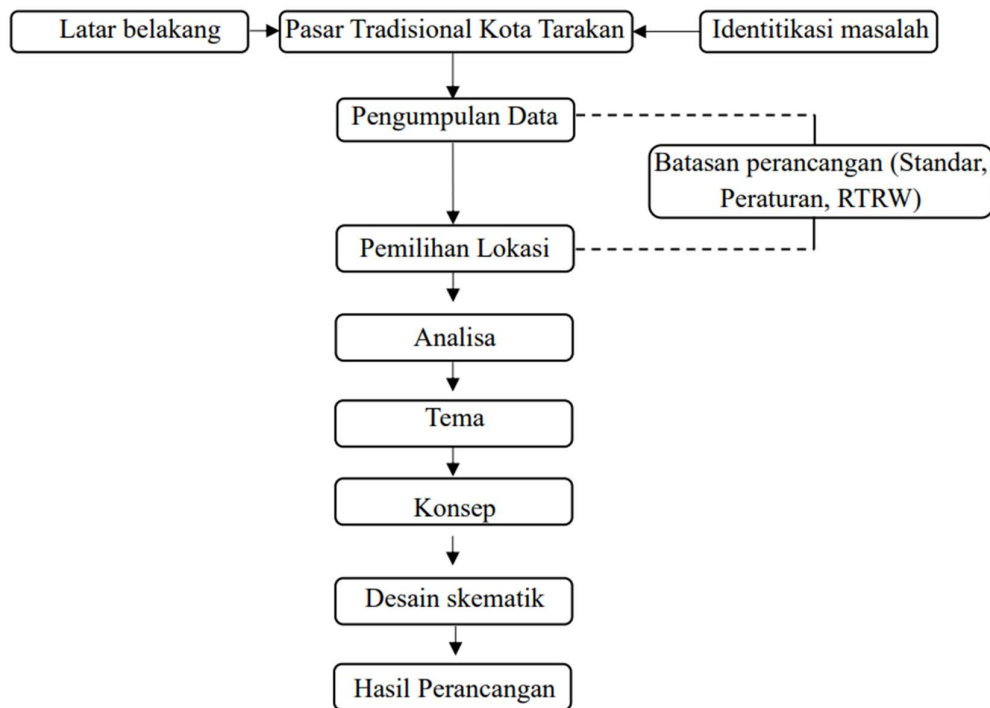 Latar belakang
Pasar Tradisional Kota Tarakan
Identitikasi masalah
Pengumpulan Data
Batasan perancangan (Standar,
Peraturan, RTRW)
Pemilihan Lokasi
Analisa
Tema
Konsep
Desain skematik
Hasil Perancangan